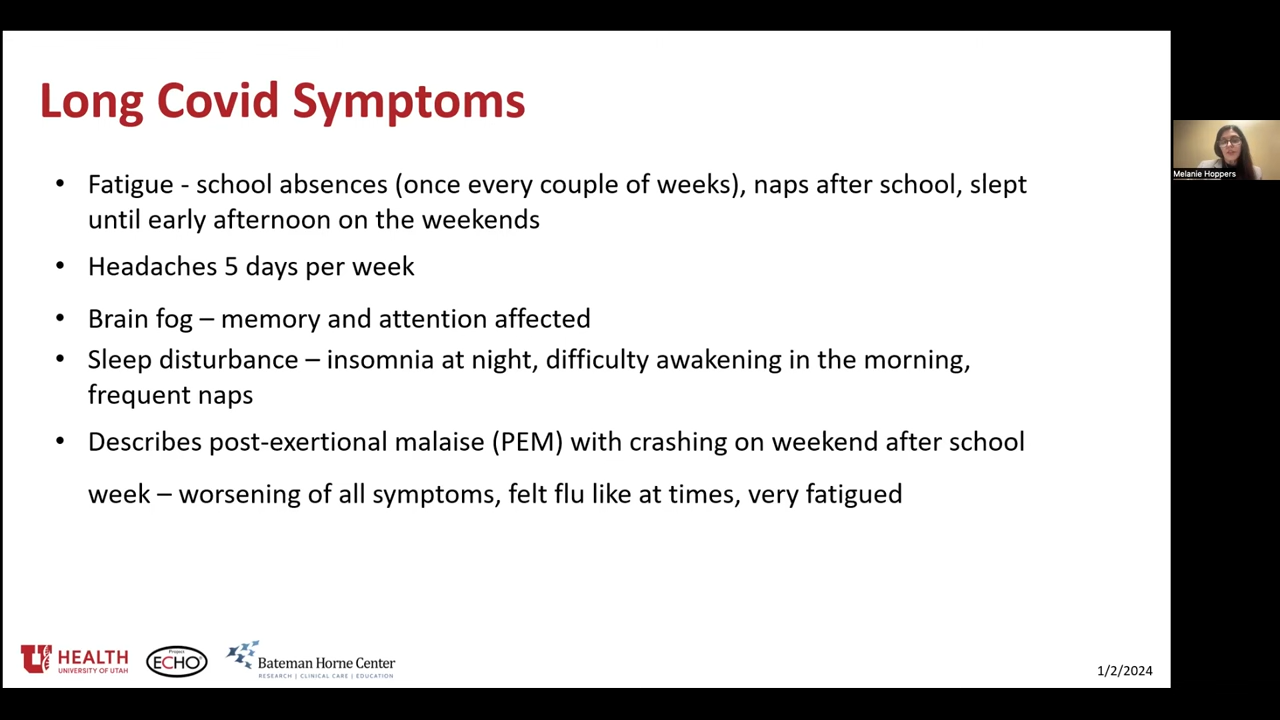 Long Covid Symptoms
• Fatigue - school absences (once every couple of weeks), naps after school, slept
until early afternoon on the weekends
• Headaches 5 days per week
• Brain fog – memory and attention affected
• Sleep disturbance – insomnia at night, difficulty awakening in the morning,
frequent naps
• Describes post-exertional malaise (PEM) with crashing on weekend after school
week – worsening of all symptoms, felt flu like at times, very fatigued
Melanie Hoppers
U HEALTH
UNIVERSITY OF UTAH
Project
ECHO
Bateman Horne Center
RESEARCH | CLINICAL CARE | EDUCATION
1/2/2024